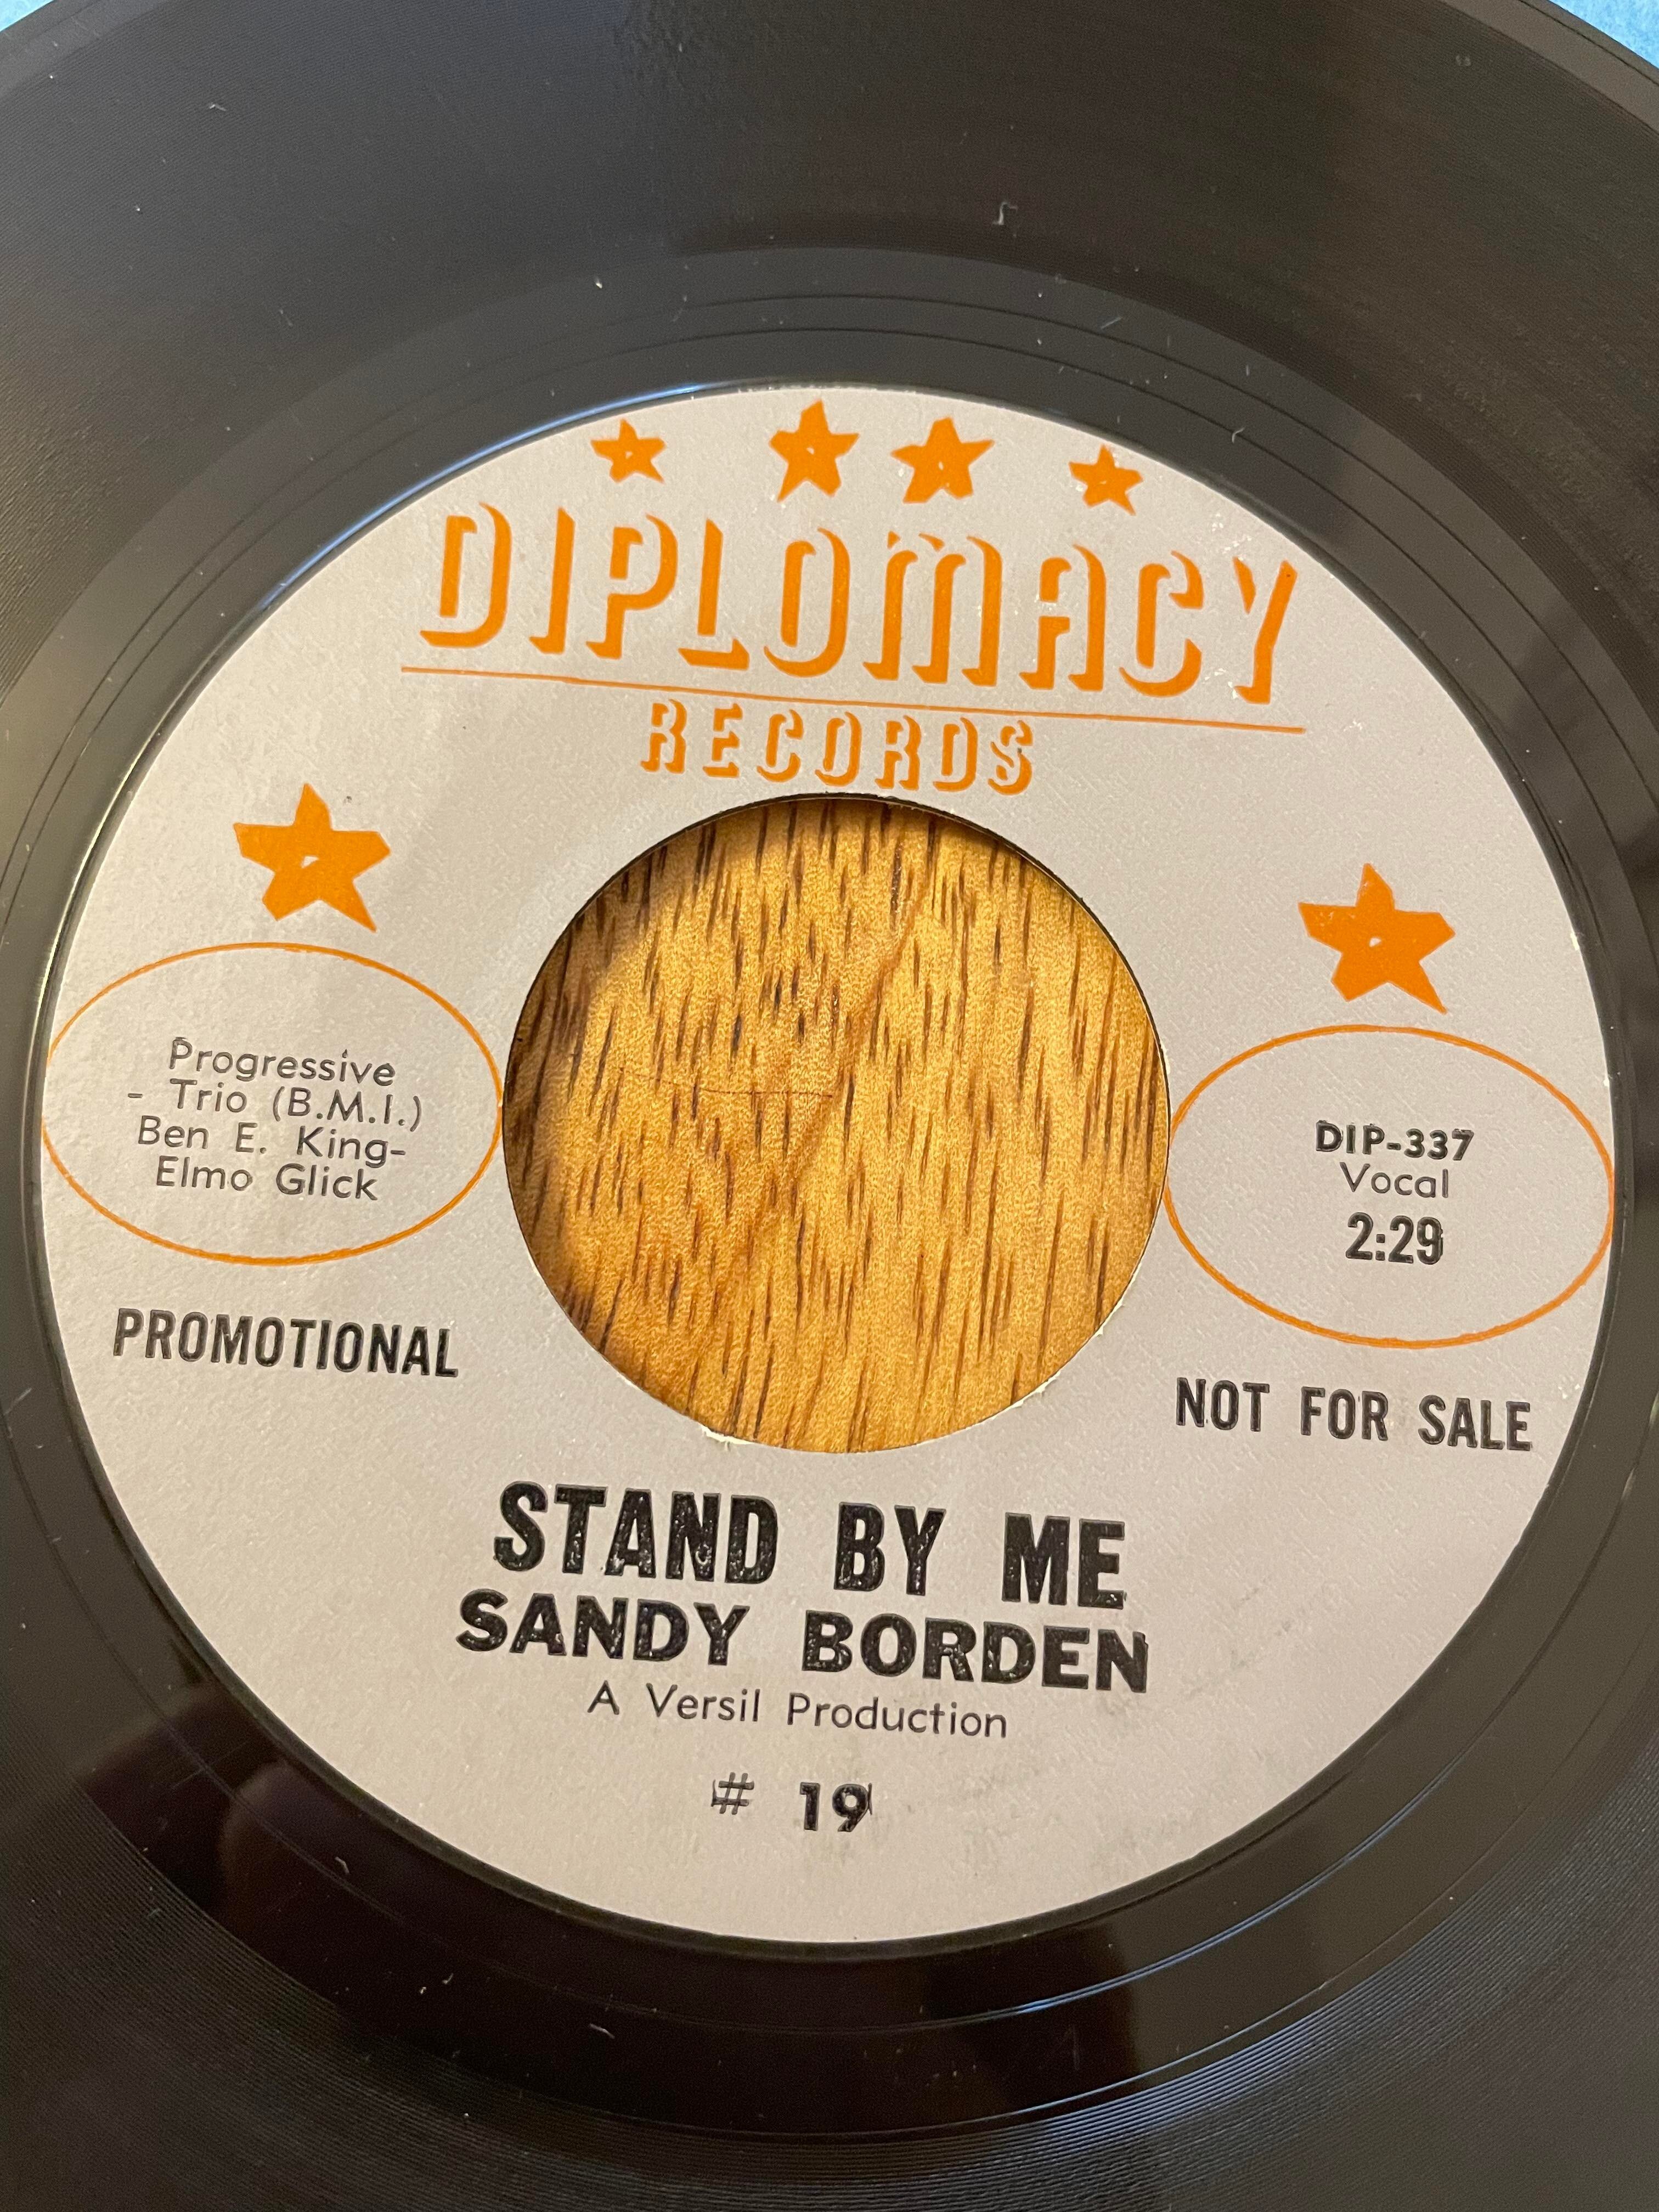 DIPLOMACY
RECORDS
Progressive
- Trio (B.M.I.)
Ben E. King-
Elmo Glick
DIP-337
Vocal
2:29
PROMOTIONAL
NOT FOR SALE
STAND BY ME
SANDY BORDEN
A Versil Production
# 19